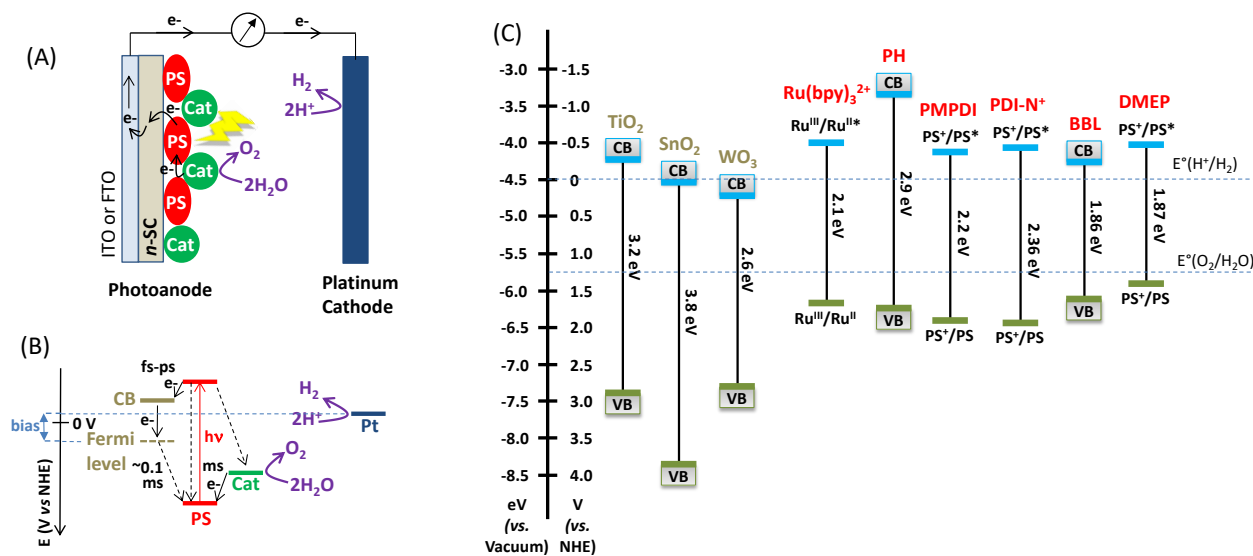 (A)
e-
e-
PS
Cat
e-
e-
PS
e-
Cat
PS
Cat
ITO or FTO
n-SC
O₂
2H₂O
H₂
2H⁺
Photoanode
Platinum
Cathode
(B)
fs-ps
e-
CB
e-
bias
0 V
Fermi
level
~0.1
ms
hν
ms
e-
Cat
PS
H₂
2H⁺
Pt
O₂
2H₂O
E (V vs NHE)
(C)
-3.0
-3.5
-4.0
-4.5
-5.0
-5.5
-6.0
-6.5
-7.0
-7.5
-8.0
-8.5
eV
(vs.
Vacuum)
-1.5
-1.0
-0.5
0
0.5
1.0
1.5
2.0
2.5
3.0
3.5
4.0
V
(vs.
NHE)
TiO₂
CB
3.2 eV
VB
SnO₂
CB
3.8 eV
VB
WO₃
CB
2.6 eV
VB
Ru(bpy)₃²⁺
Ruᴵᴵᴵ/Ruᴵᴵ*
2.1 eV
Ruᴵᴵᴵ/Ruᴵᴵ
PH
CB
2.9 eV
VB
PMPDI
PS⁺/PS*
2.2 eV
PS⁺/PS
PDI-N⁺
PS⁺/PS*
2.36 eV
PS⁺/PS
BBL
CB
1.86 eV
VB
DMEP
PS⁺/PS*
1.87 eV
PS⁺/PS
E°(H⁺/H₂)
E°(O₂/H₂O)